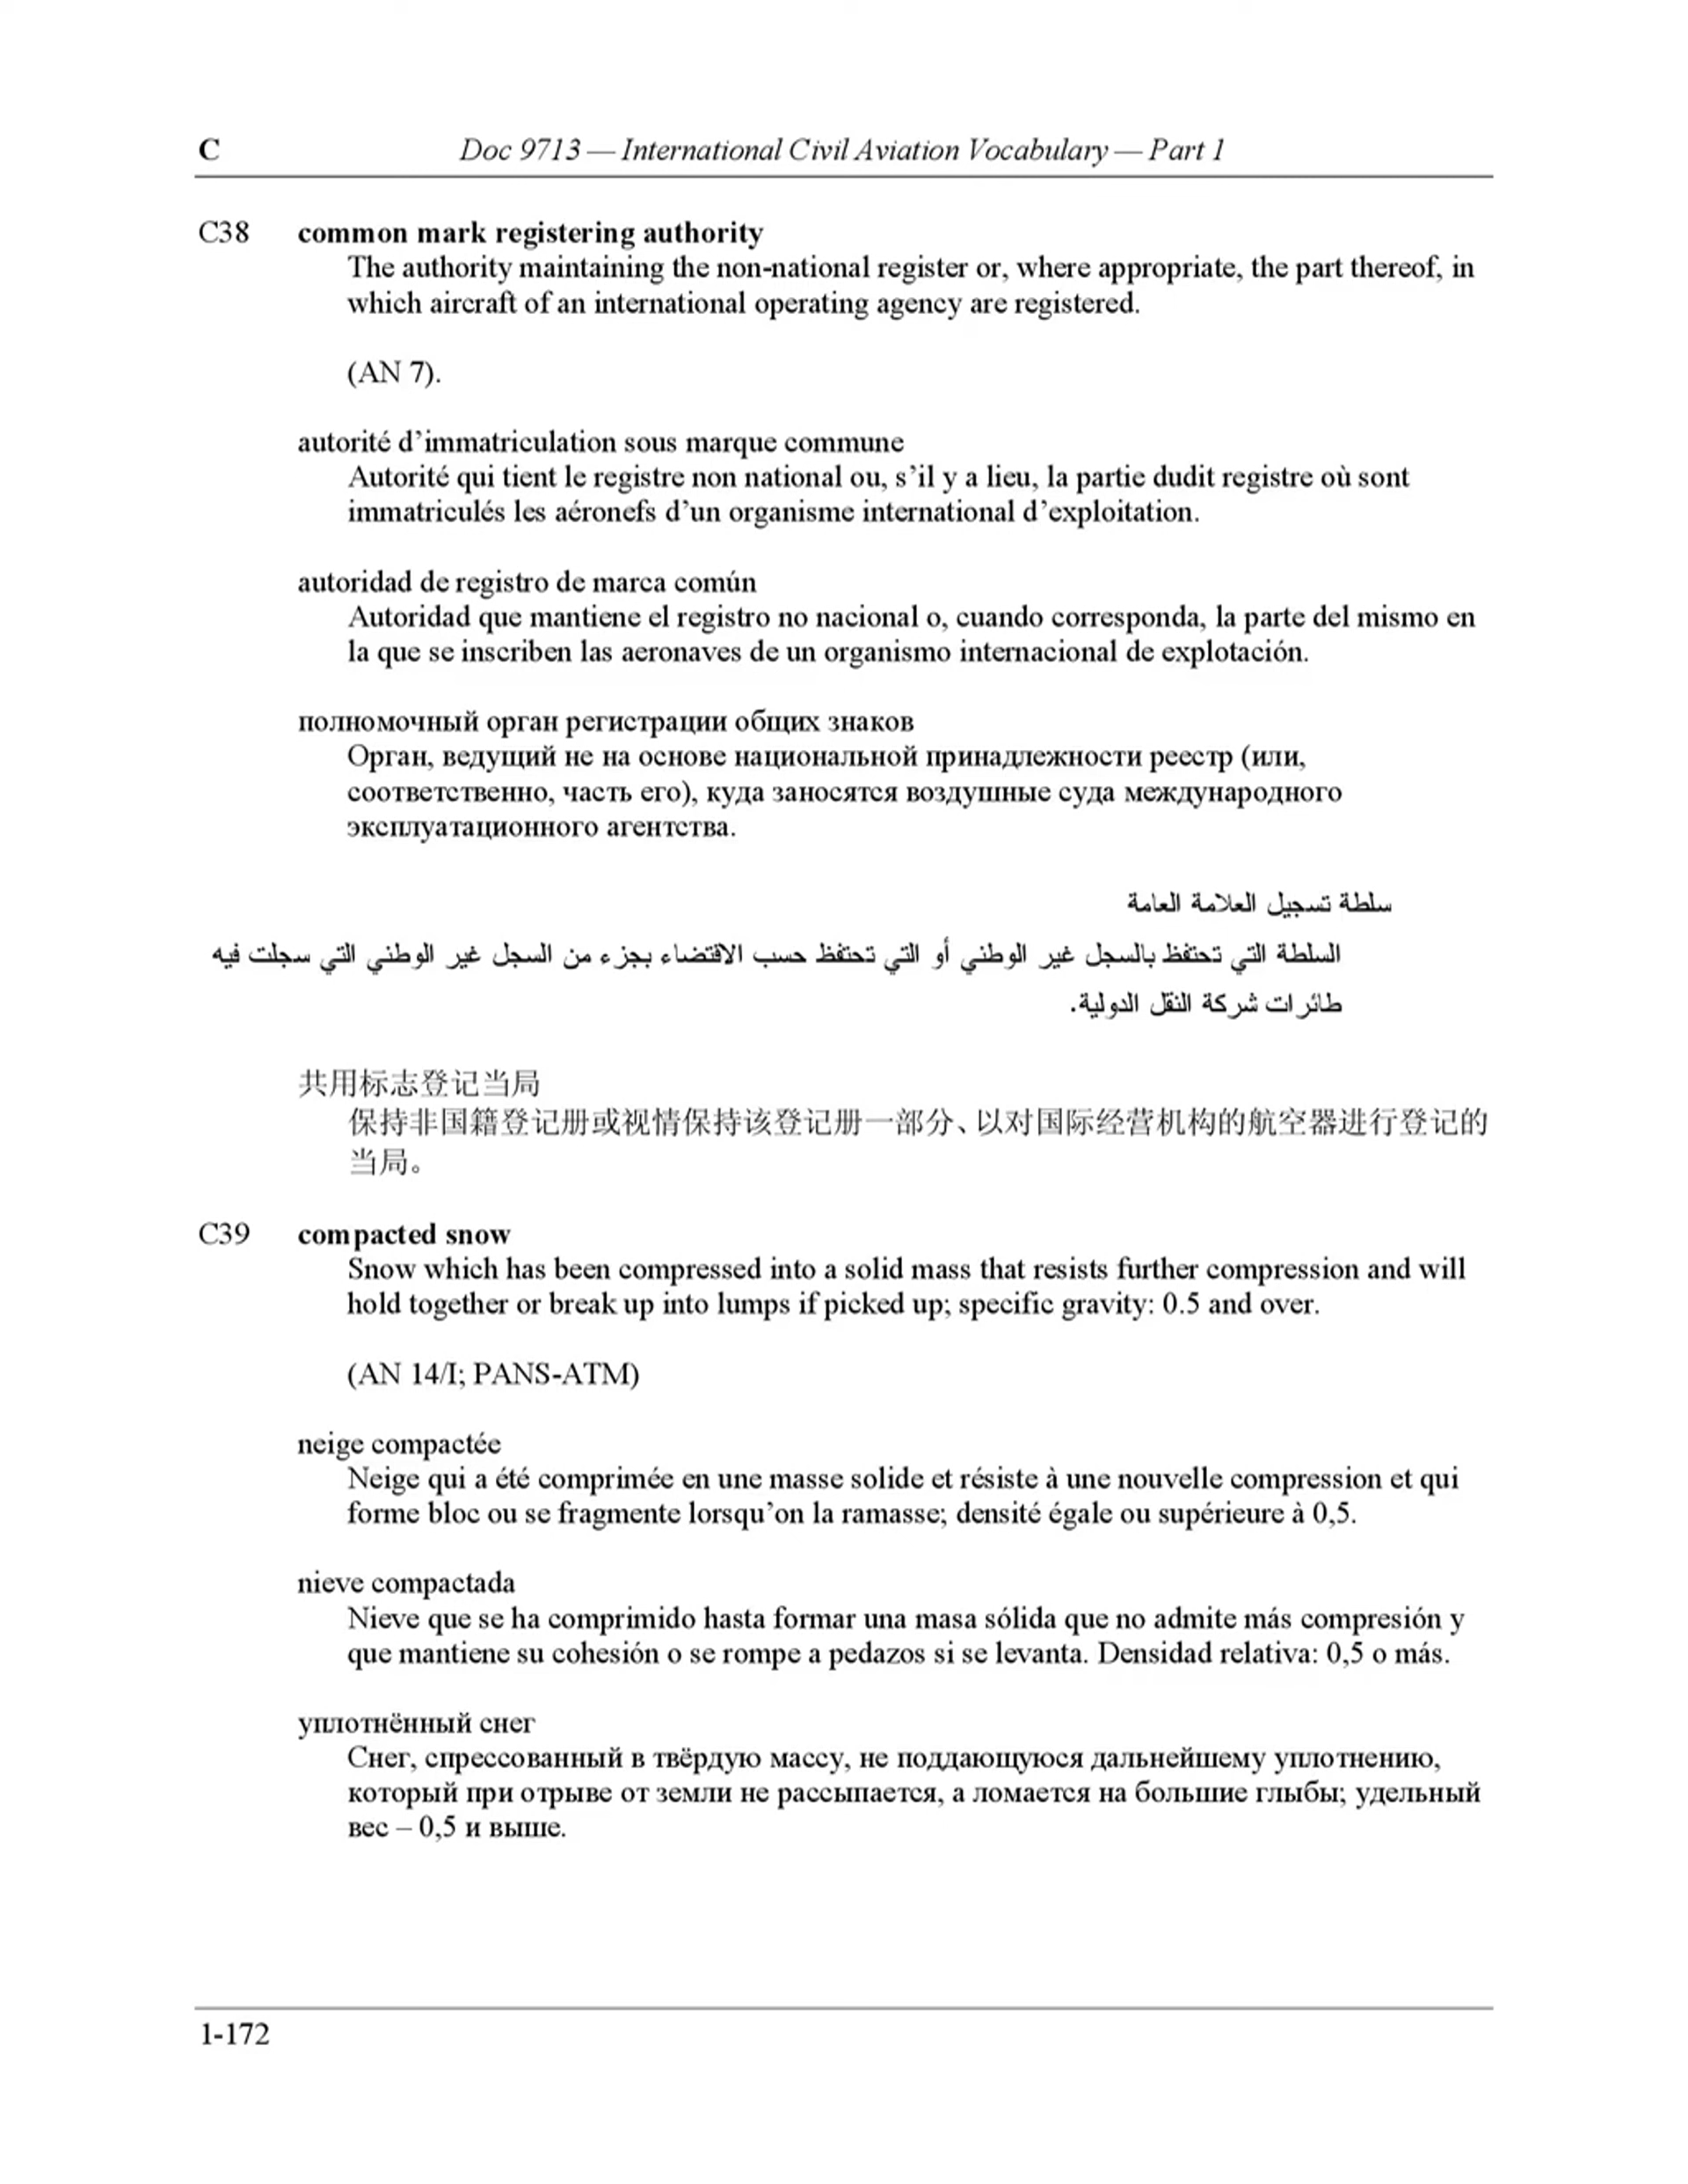 C Doc 9713 — International Civil Aviation Vocabulary — Part 1
C38 common mark registering authority
The authority maintaining the non-national register or, where appropriate, the part thereof, in
which aircraft of an international operating agency are registered.
(AN 7).
autorité d’immatriculation sous marque commune
Autorité qui tient le registre non national ou, s’il y a lieu, la partie dudit registre où sont
immatriculés les aéronefs d’un organisme international d’exploitation.
autoridad de registro de marca común
Autoridad que mantiene el registro no nacional o, cuando corresponda, la parte del mismo en
la que se inscriben las aeronaves de un organismo internacional de explotación.
полномочный орган регистрации общих знаков
Орган, ведущий не на основе национальной принадлежности реестр (или,
соответственно, часть его), куда заносятся воздушные суда международного
эксплуатационного агентства.
سلطة تسجيل العلامة العامة
السلطة التي تحتفظ بالسجل غير الوطني أو التي تحتفظ حسب الاقتضاء بجزء من السجل غير الوطني التي سجلت فيه
طائرات شركة النقل الدولية.
共用标志登记当局
保持非国籍登记册或视情保持该登记册一部分、以对国际经营机构的航空器进行登记的
当局。
C39 compacted snow
Snow which has been compressed into a solid mass that resists further compression and will
hold together or break up into lumps if picked up; specific gravity: 0.5 and over.
(AN 14/I; PANS-ATM)
neige compactée
Neige qui a été comprimée en une masse solide et résiste à une nouvelle compression et qui
forme bloc ou se fragmente lorsqu’on la ramasse; densité égale ou supérieure à 0,5.
nieve compactada
Nieve que se ha comprimido hasta formar una masa sólida que no admite más compresión y
que mantiene su cohesión o se rompe a pedazos si se levanta. Densidad relativa: 0,5 o más.
уплотнённый снег
Снег, спрессованный в твёрдую массу, не поддающуюся дальнейшему уплотнению,
который при отрыве от земли не рассыпается, а ломается на большие глыбы; удельный
вес – 0,5 и выше.
1-172